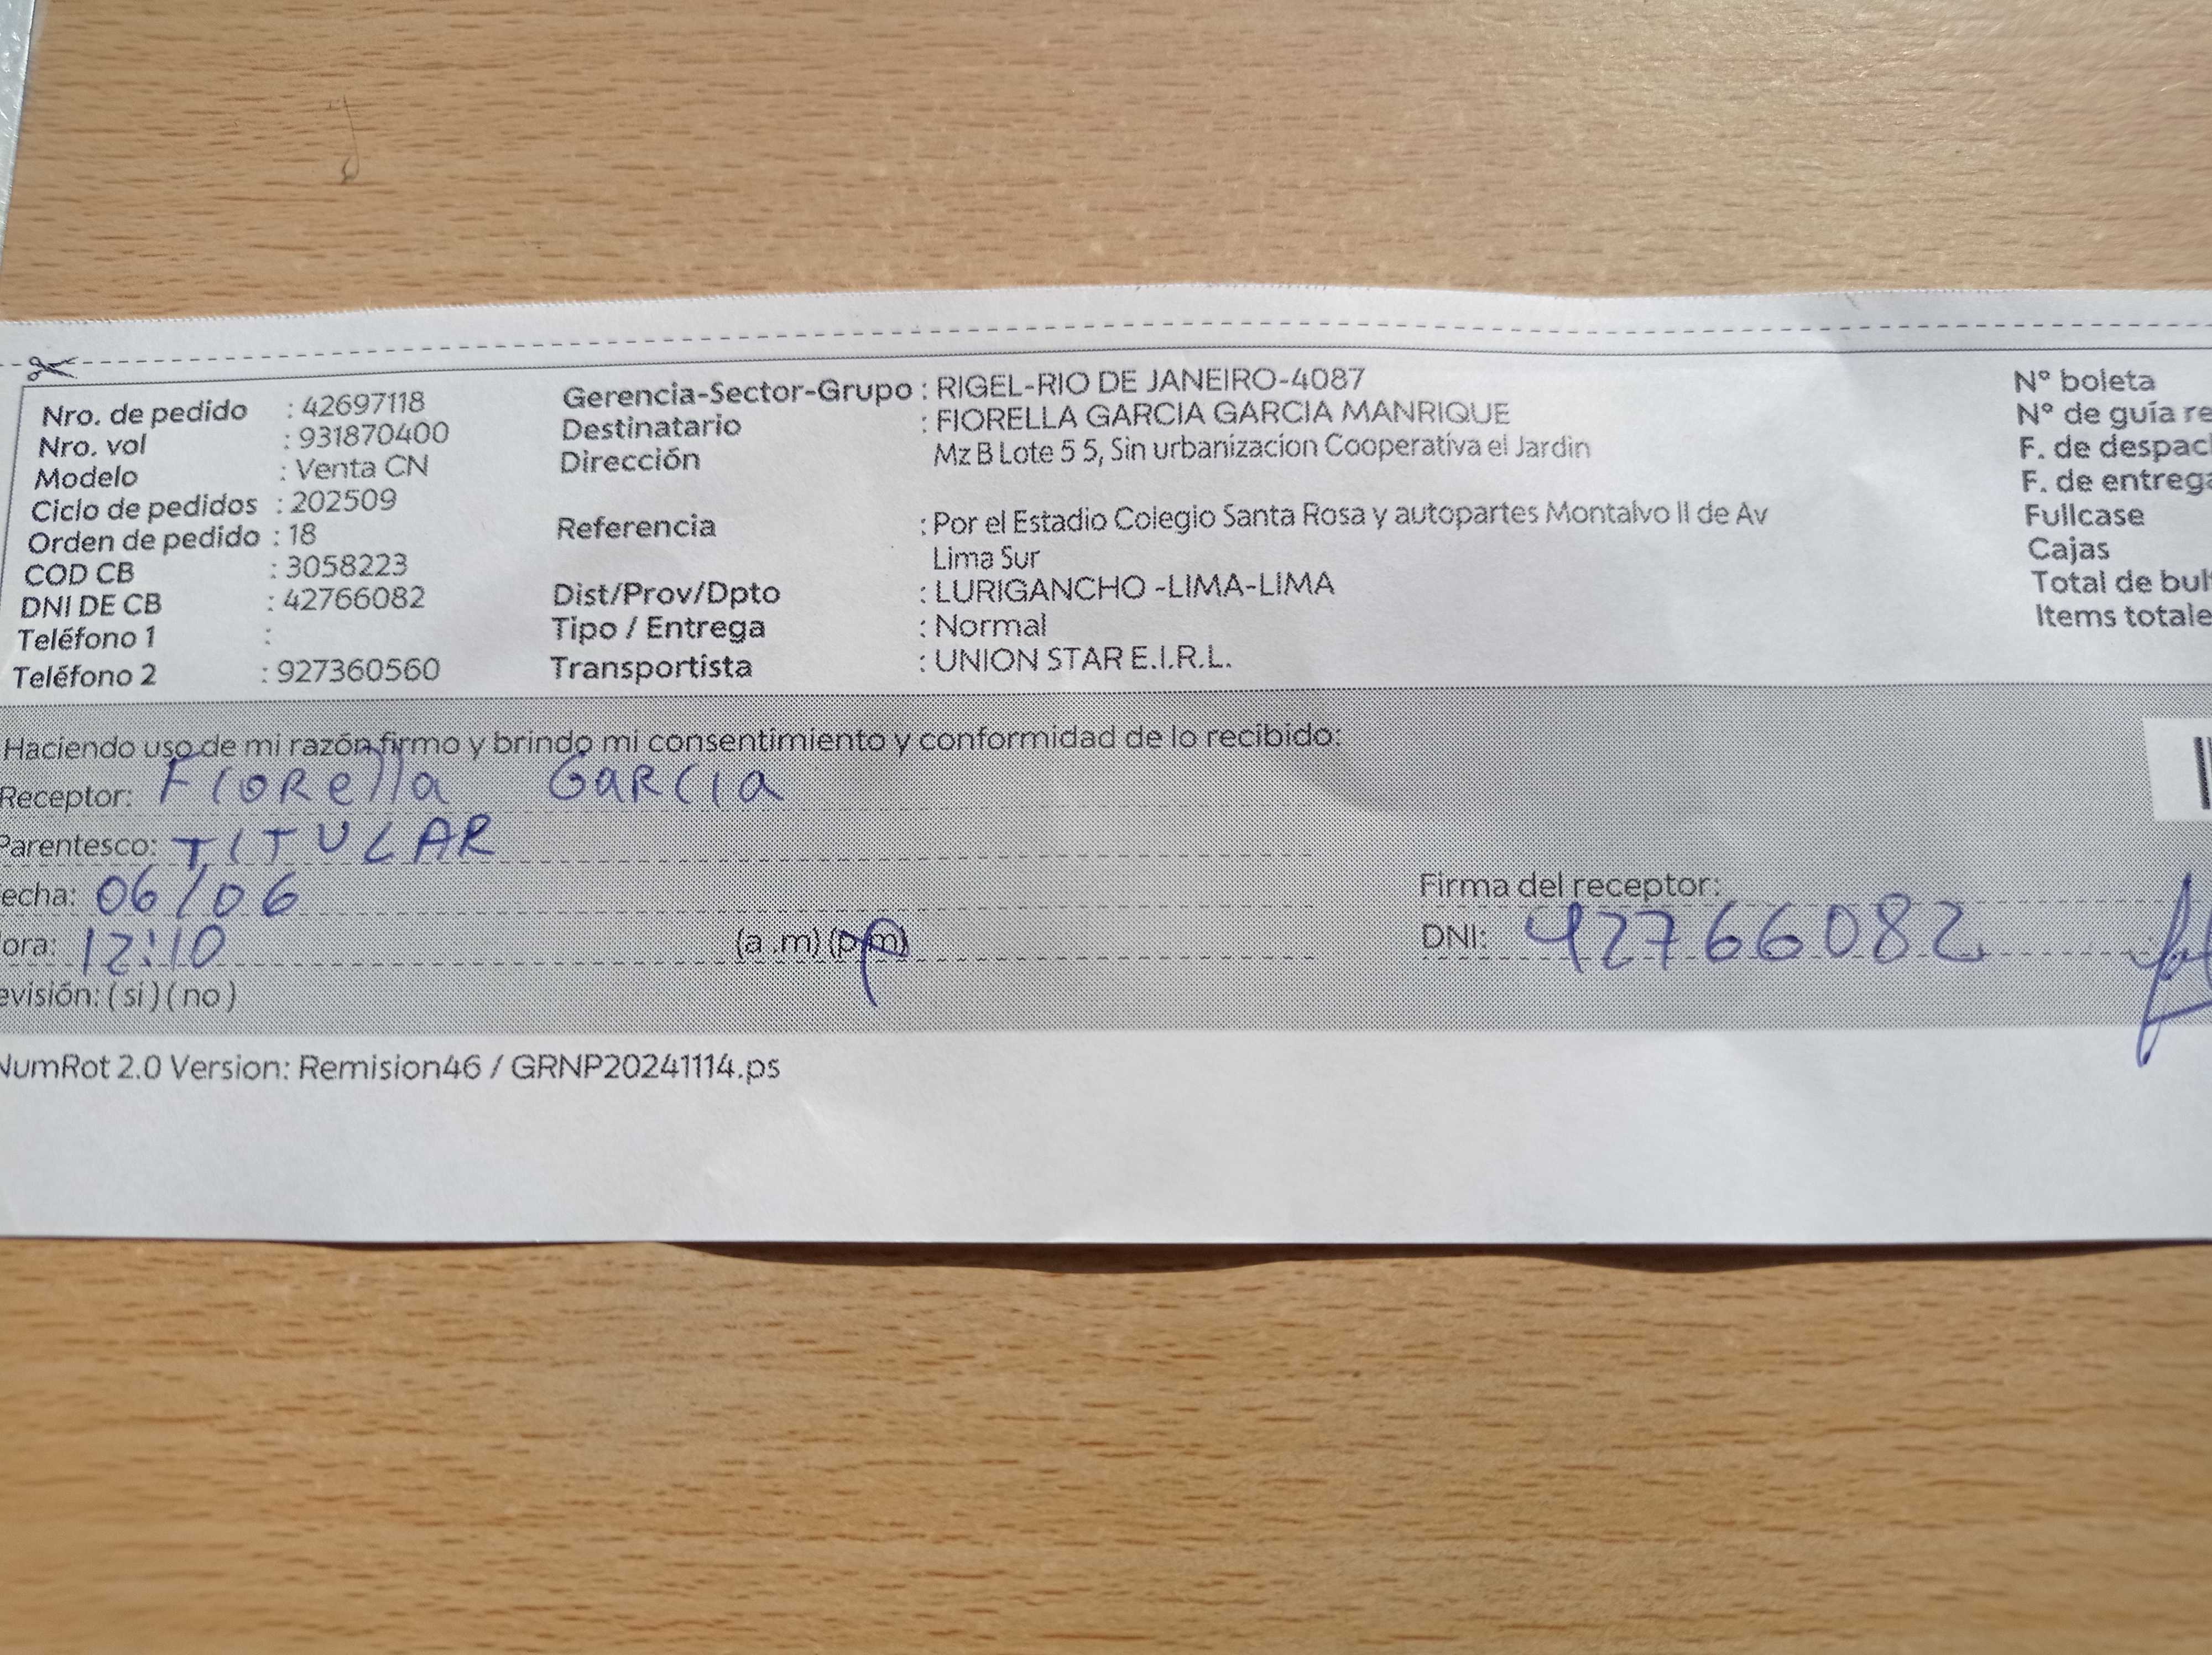 Nro. de pedido : 42697118
Nro. vol : 931870400
Modelo : Venta CN
Ciclo de pedidos : 202509
Orden de pedido : 18
COD CB : 3058223
DNI DE CB : 42766082
Teléfono 1 :
Teléfono 2 : 927360560
Gerencia-Sector-Grupo : RIGEL-RIO DE JANEIRO-4087
Destinatario : FIORELLA GARCIA GARCIA MANRIQUE
Dirección Mz B Lote 5 5, Sin urbanizacion Cooperativa el Jardin
Referencia : Por el Estadio Colegio Santa Rosa y autopartes Montalvo II de Av
Lima Sur
Dist/Prov/Dpto : LURIGANCHO -LIMA-LIMA
Tipo / Entrega : Normal
Transportista : UNION STAR E.I.R.L.
N° boleta
N° de guía re
F. de despac
F. de entrega
Fullcase
Cajas
Total de bul
Items totale
Haciendo uso de mi razón firmo y brindo mi consentimiento y conformidad de lo recibido:
Receptor: FIORella GaRCIa
Parentesco: TITULAR
echa: 06/06
ora: 12:10 (a .m) (p.m)
evisión: ( si ) ( no )
Firma del receptor:
DNI: 42766082
NumRot 2.0 Version: Remision46 / GRNP20241114.ps